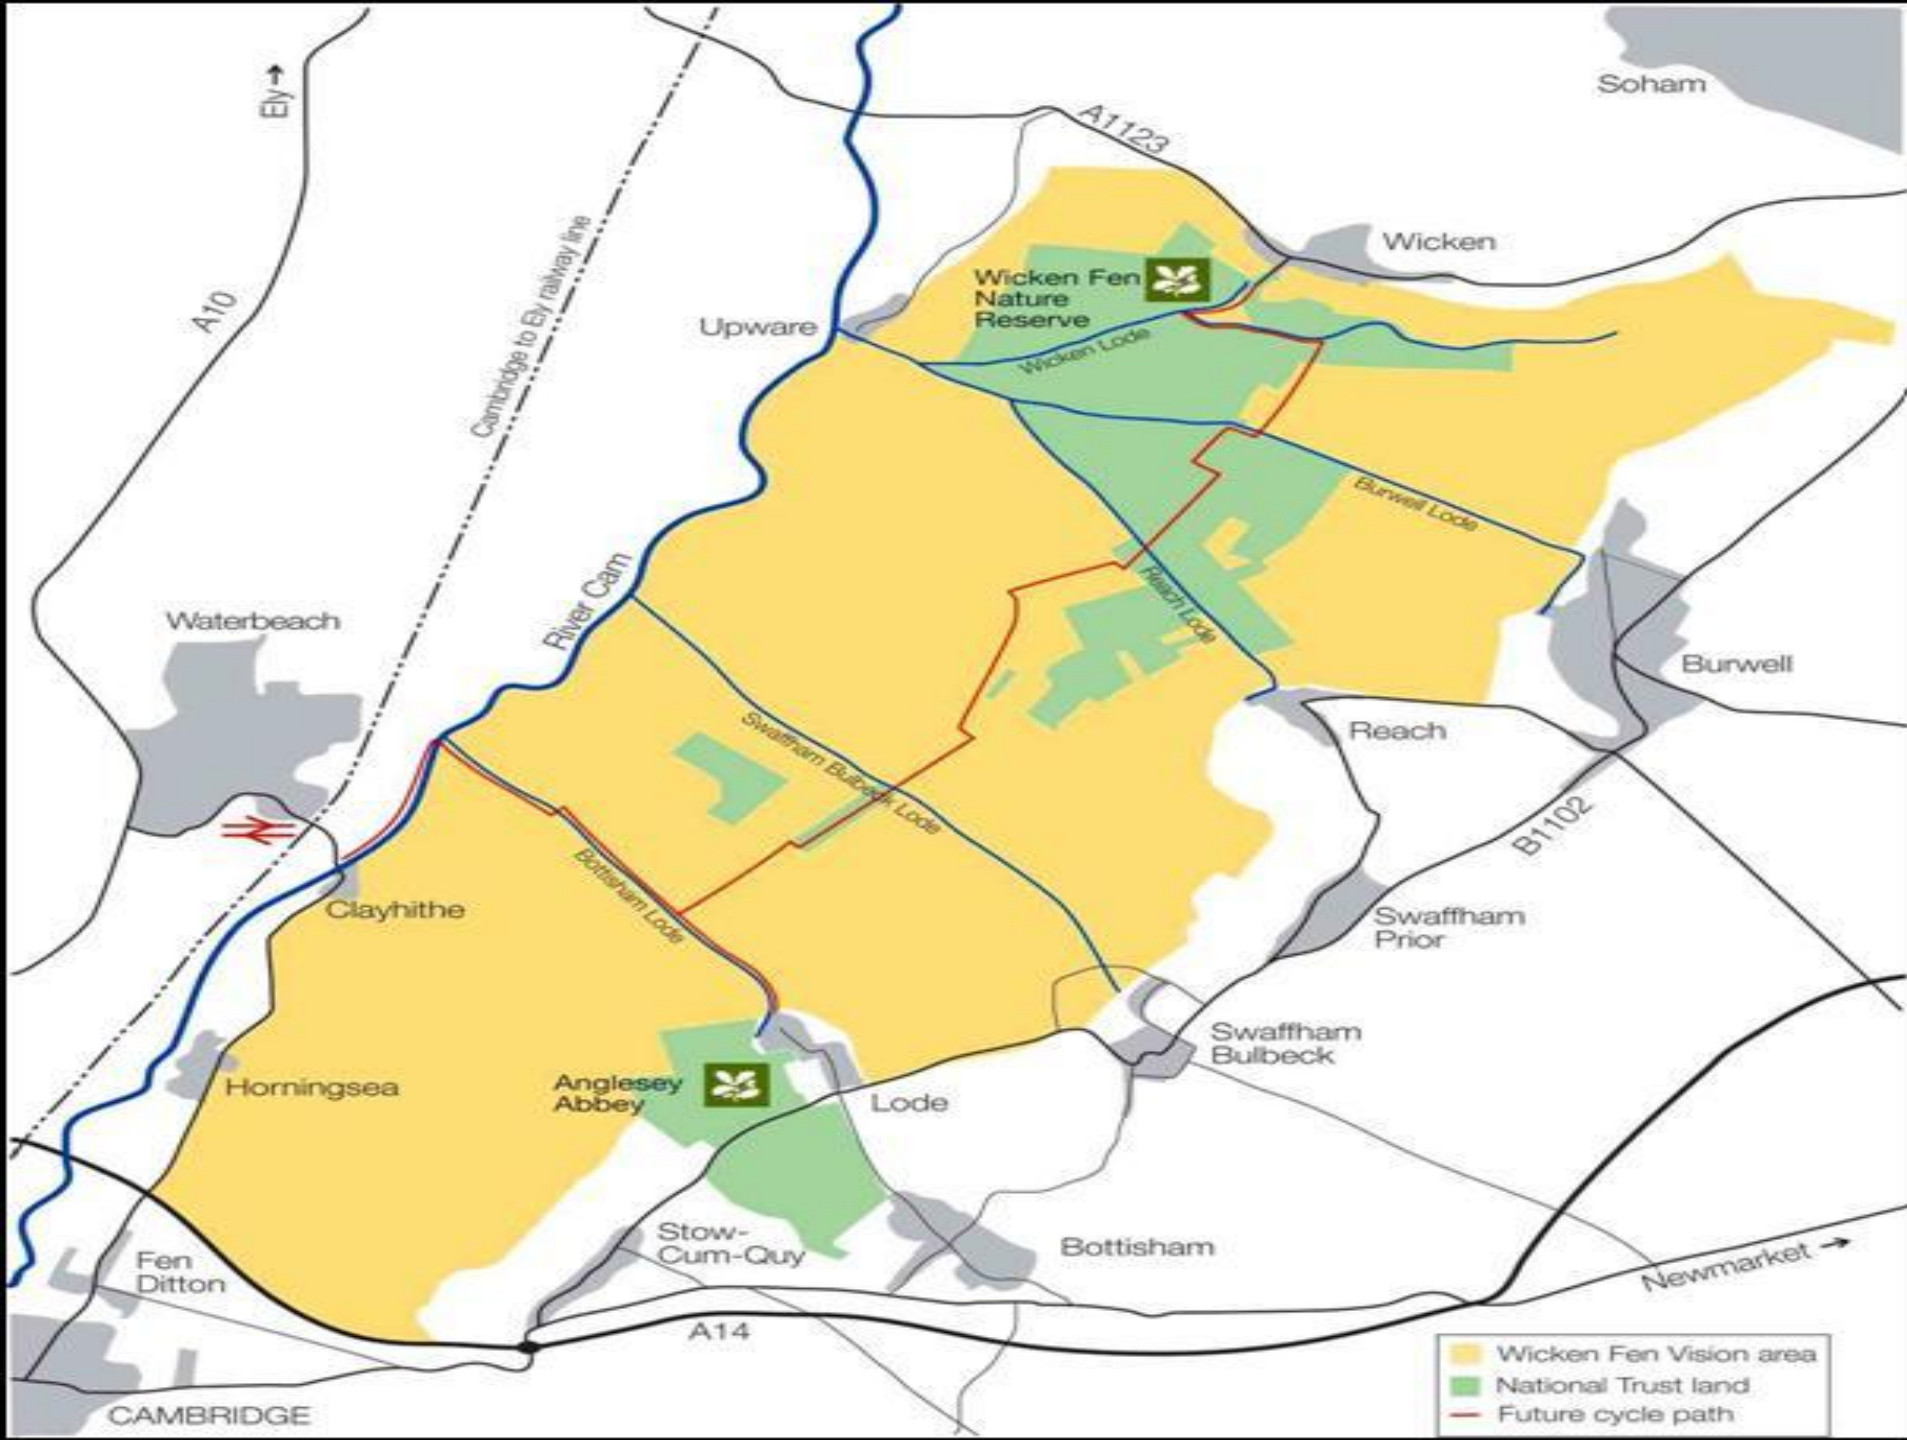 Ely→
Soham
A1123
Wicken
Wicken Fen
Nature
Reserve
A10
Cambridge to Ely railway line
Upware
Wicken Lode
Burwell Lode
River Cam
Reach Lode
Waterbeach
Burwell
Reach
Swaffham Bulbeck Lode
B1102
Bottisham Lode
Clayhithe
Swaffham
Prior
Swaffham
Bulbeck
Horningsea
Anglesey
Abbey
Lode
Stow-
Cum-Quy
Bottisham
Fen
Ditton
Newmarket →
A14
CAMBRIDGE
Wicken Fen Vision area
National Trust land
Future cycle path